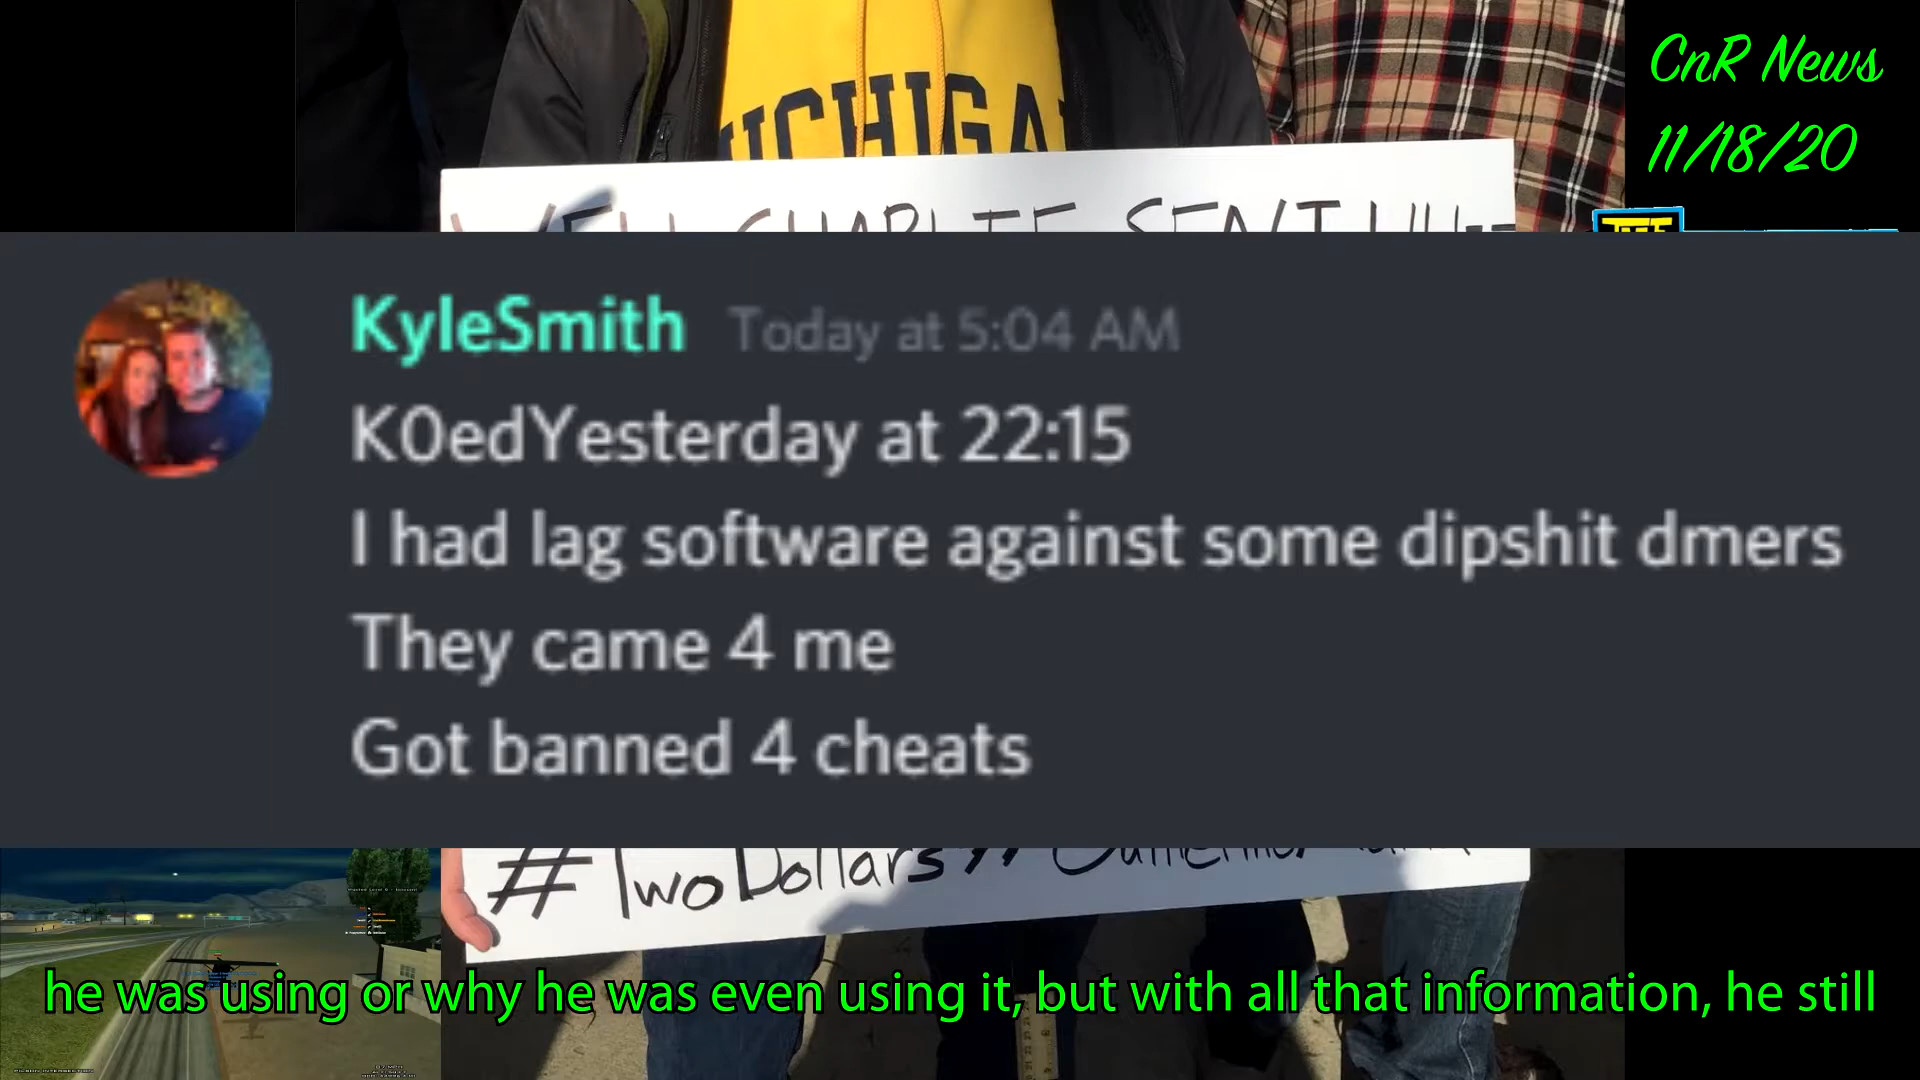 CnR News
11/18/20
MICHIGA
KyleSmith Today at 5:04 AM
K0edYesterday at 22:15
I had lag software against some dipshit dmers
They came 4 me
Got banned 4 cheats
#TwoDollars
he was using or why he was even using it, but with all that information, he still